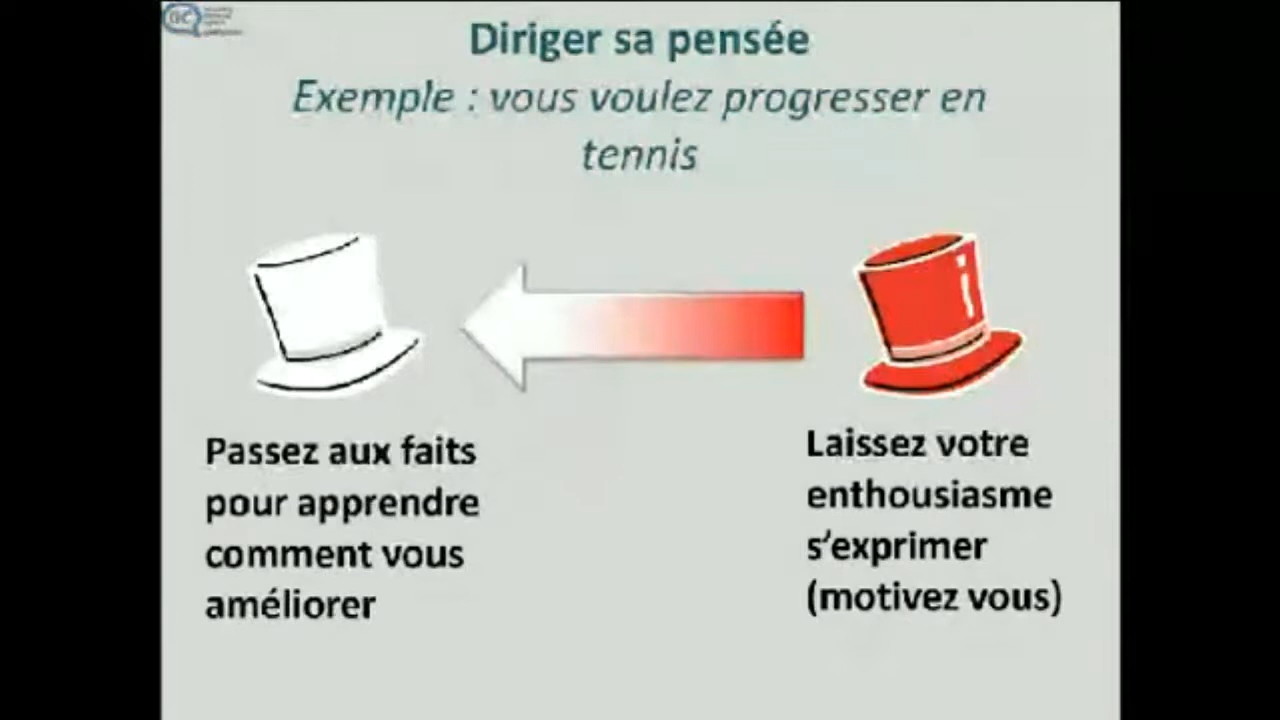 Diriger sa pensée
Exemple : vous voulez progresser en
tennis
Passez aux faits
pour apprendre
comment vous
améliorer
Laissez votre
enthousiasme
s'exprimer
(motivez vous)